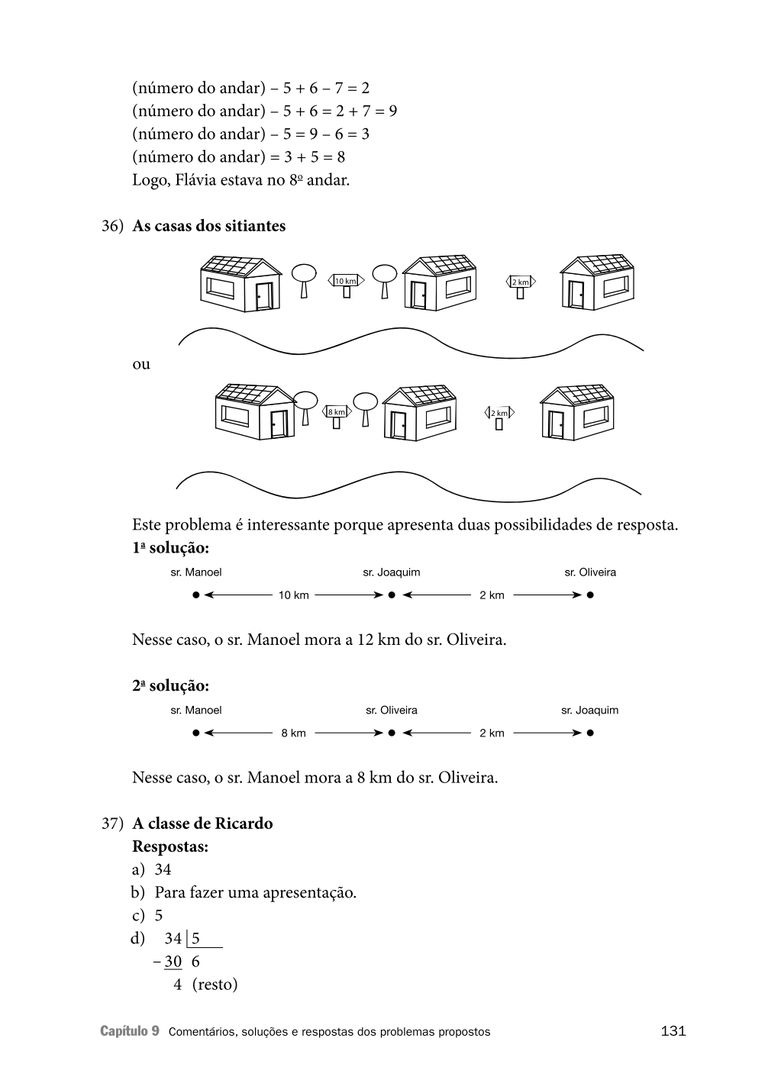 (número do andar) – 5 + 6 – 7 = 2
(número do andar) – 5 + 6 = 2 + 7 = 9
(número do andar) – 5 = 9 – 6 = 3
(número do andar) = 3 + 5 = 8
Logo, Flávia estava no 8º andar.
36) As casas dos sitiantes
10 km
2 km
ou
8 km
2 km
Este problema é interessante porque apresenta duas possibilidades de resposta.
1ª solução:
sr. Manoel sr. Joaquim sr. Oliveira
10 km 2 km
Nesse caso, o sr. Manoel mora a 12 km do sr. Oliveira.
2ª solução:
sr. Manoel sr. Oliveira sr. Joaquim
8 km 2 km
Nesse caso, o sr. Manoel mora a 8 km do sr. Oliveira.
37) A classe de Ricardo
Respostas:
a) 34
b) Para fazer uma apresentação.
c) 5
d) 34 5
– 30 6
4 (resto)
Capítulo 9 Comentários, soluções e respostas dos problemas propostos 131